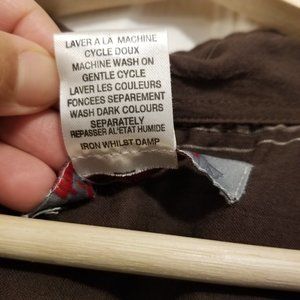 LAVER A LA MACHINE
CYCLE DOUX
MACHINE WASH ON
GENTLE CYCLE
LAVER LES COULEURS
FONCEES SEPAREMENT
WASH DARK COLOURS
SEPARATELY
REPASSER AL'ETAT HUMIDE
IRON WHILST DAMP